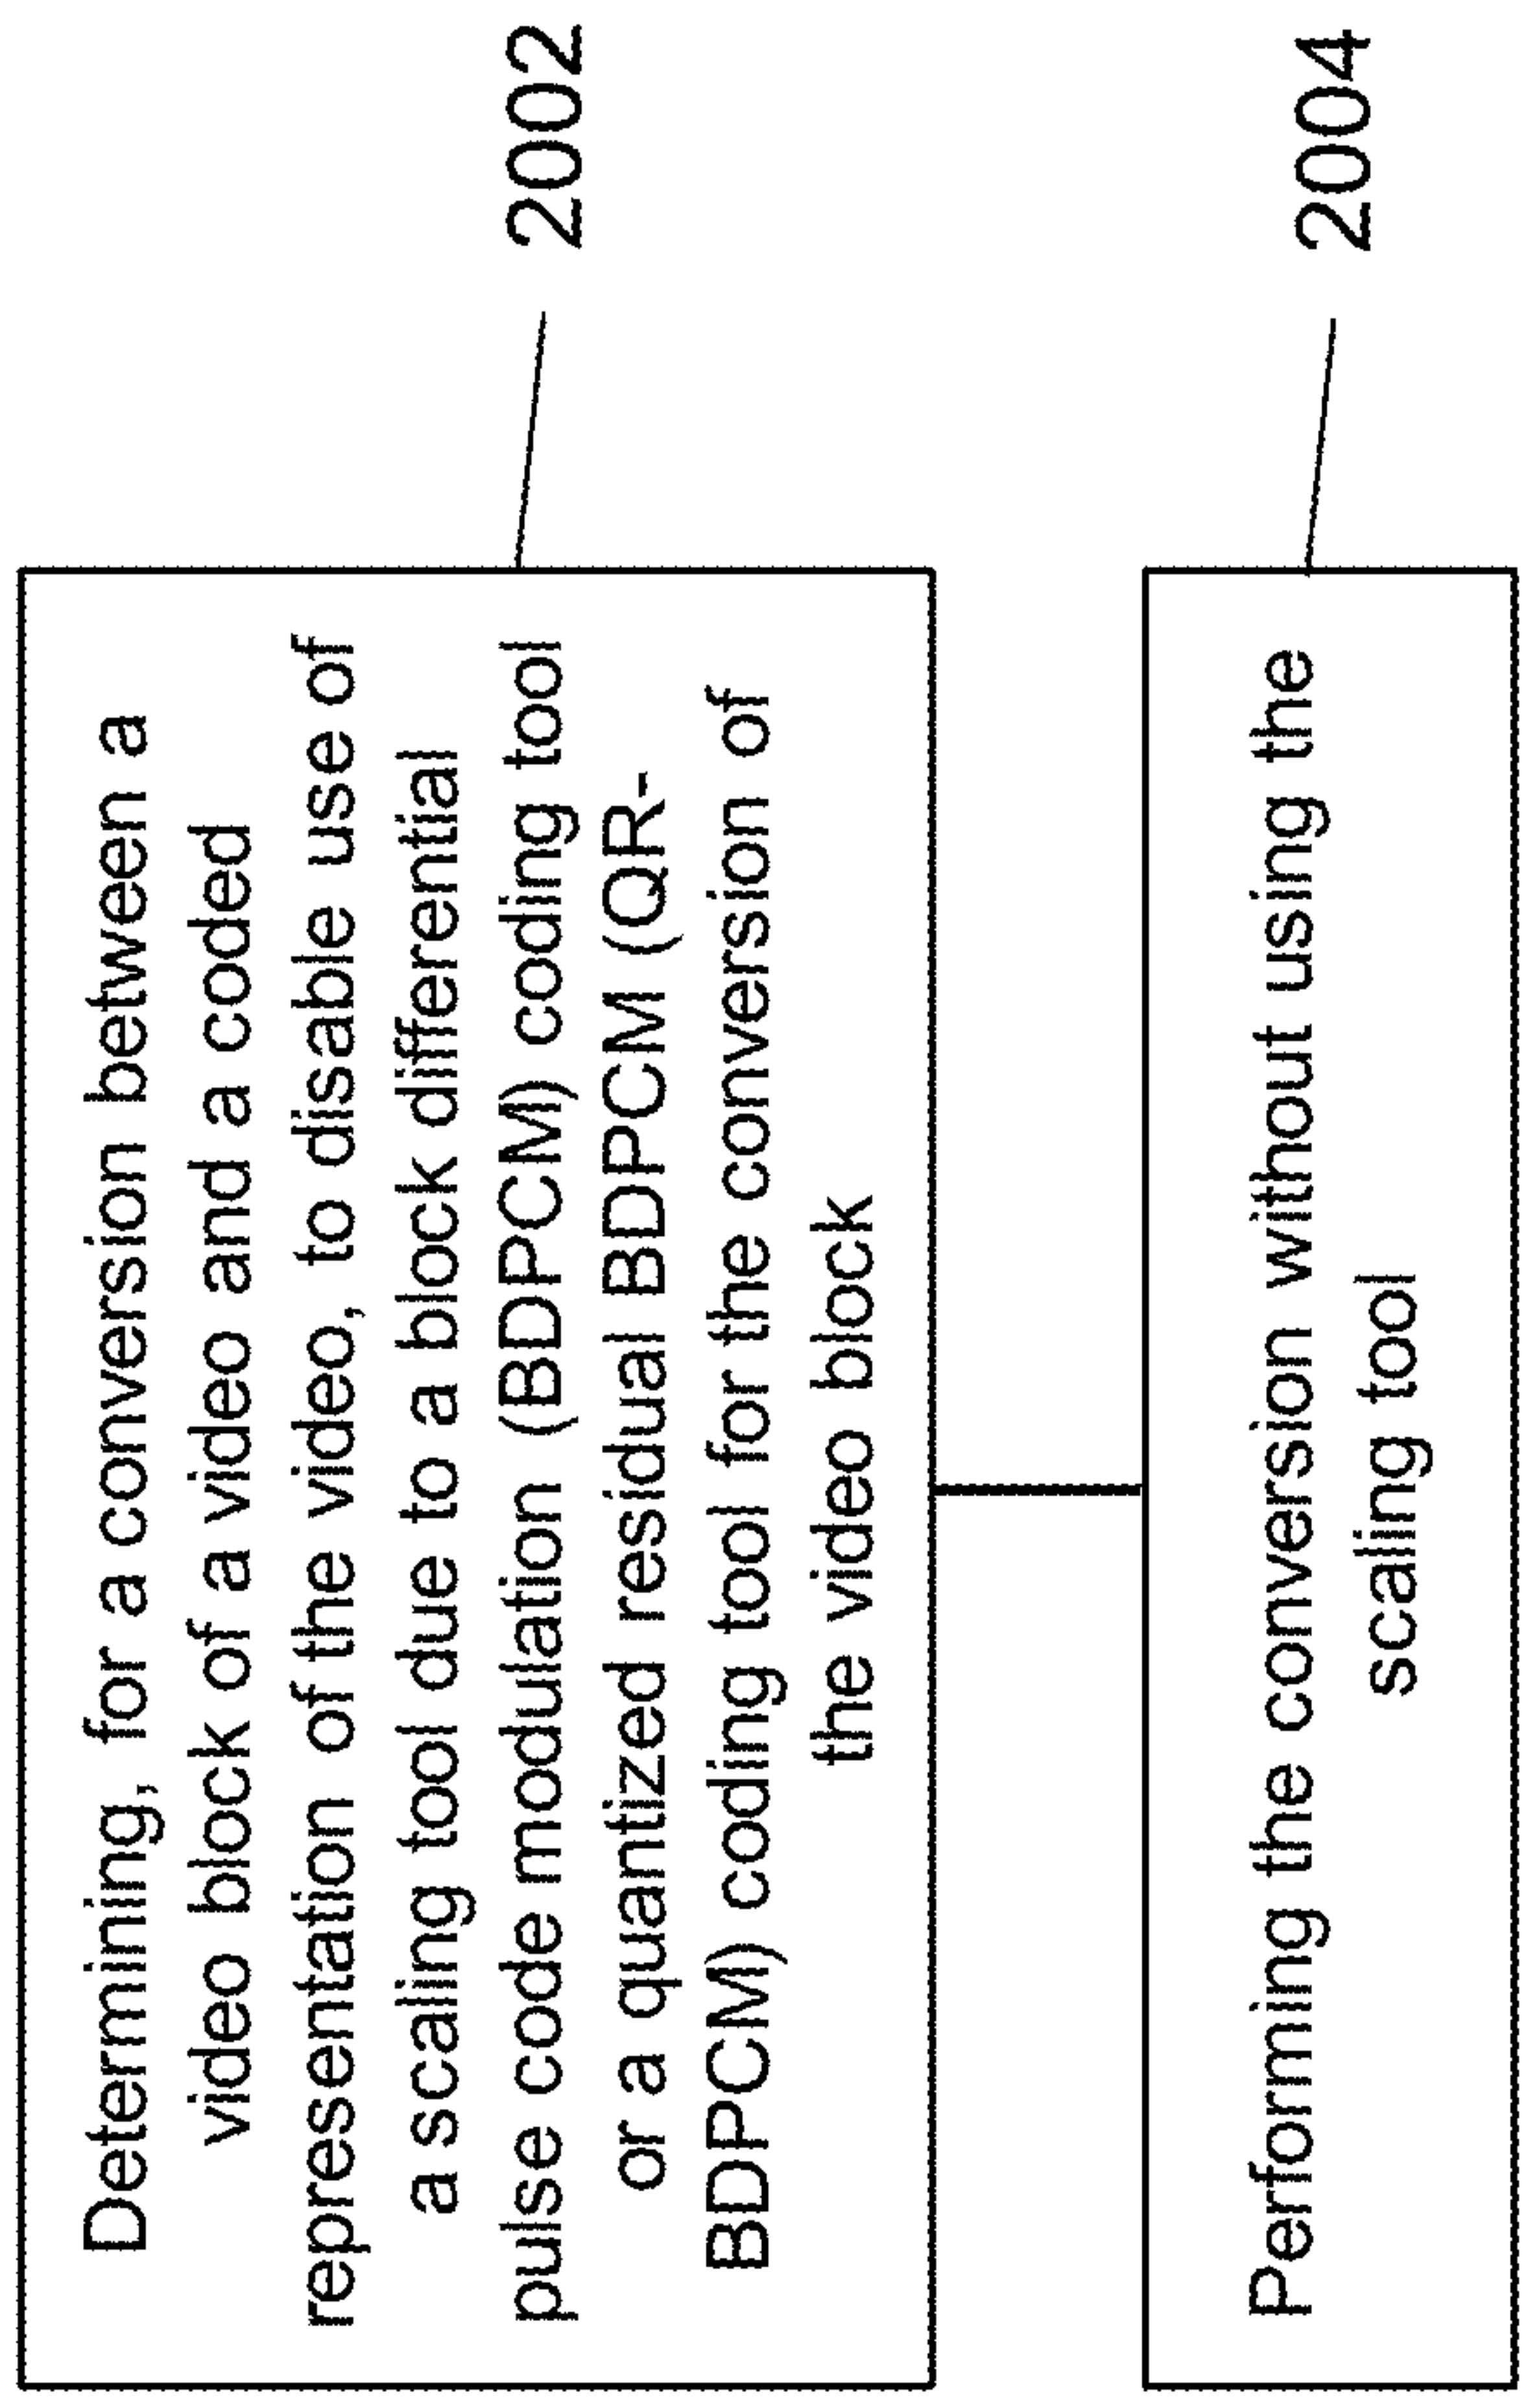 Determining, for a conversion between a
video block of a video and a coded
representation of the video, to disable use of
a scaling tool due to a block differential
pulse code modulation (BDPCM) coding tool
or a quantized residual BDPCM (QR-
BDPCM) coding tool for the conversion of
the video block
2002
Performing the conversion without using the
scaling tool
2004